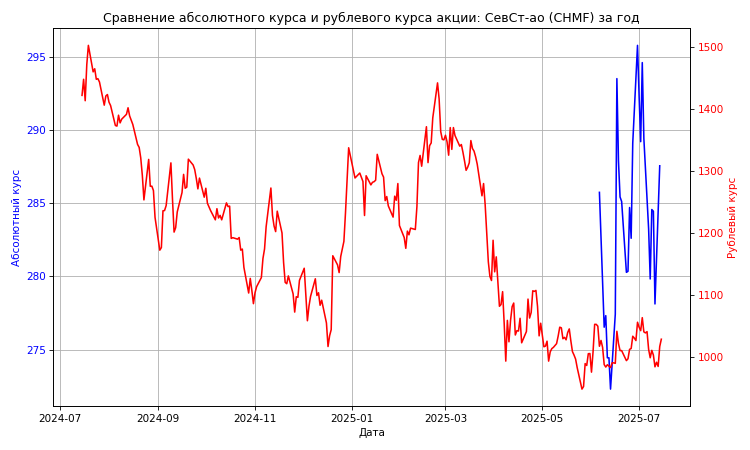 Сравнение абсолютного курса и рублевого курса акции: СевСт-ао (CHMF) за год
Абсолютный курс
295
290
285
280
275
1500
1400
1300
1200
1100
1000
Рублевый курс
2024-07 2024-09 2024-11 2025-01 2025-03 2025-05 2025-07
Дата